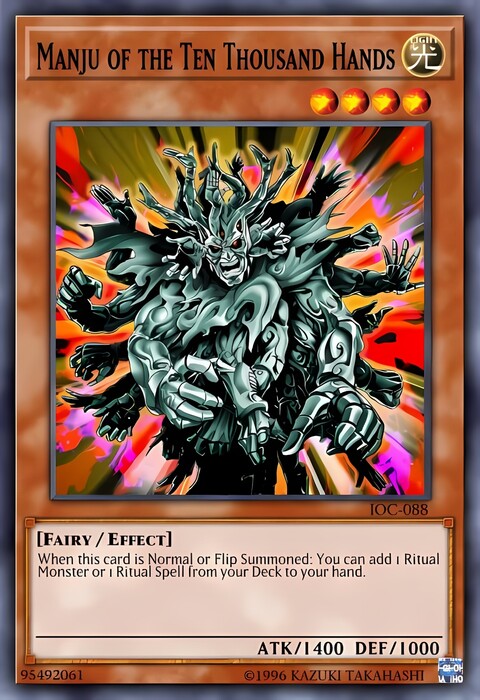 Manju of the Ten Thousand Hands 光
IOC-088
[Fairy / Effect]
When this card is Normal or Flip Summoned: You can add 1 Ritual
Monster or 1 Ritual Spell from your Deck to your hand.
ATK/1400 DEF/1000
95492061 ©1996 KAZUKI TAKAHASHI